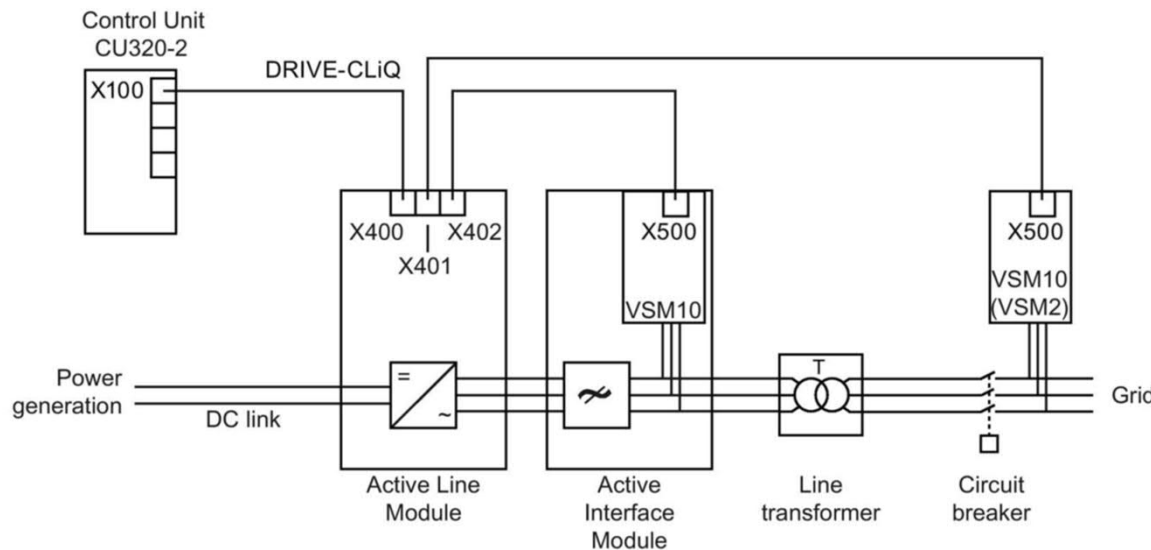 Control Unit
CU320-2
X100
DRIVE-CLiQ
X400
X402
X401
X500
VSM10
X500
VSM10
(VSM2)
Power
generation
DC link
=
~
T
Grid
Active Line
Module
Active
Interface
Module
Line
transformer
Circuit
breaker